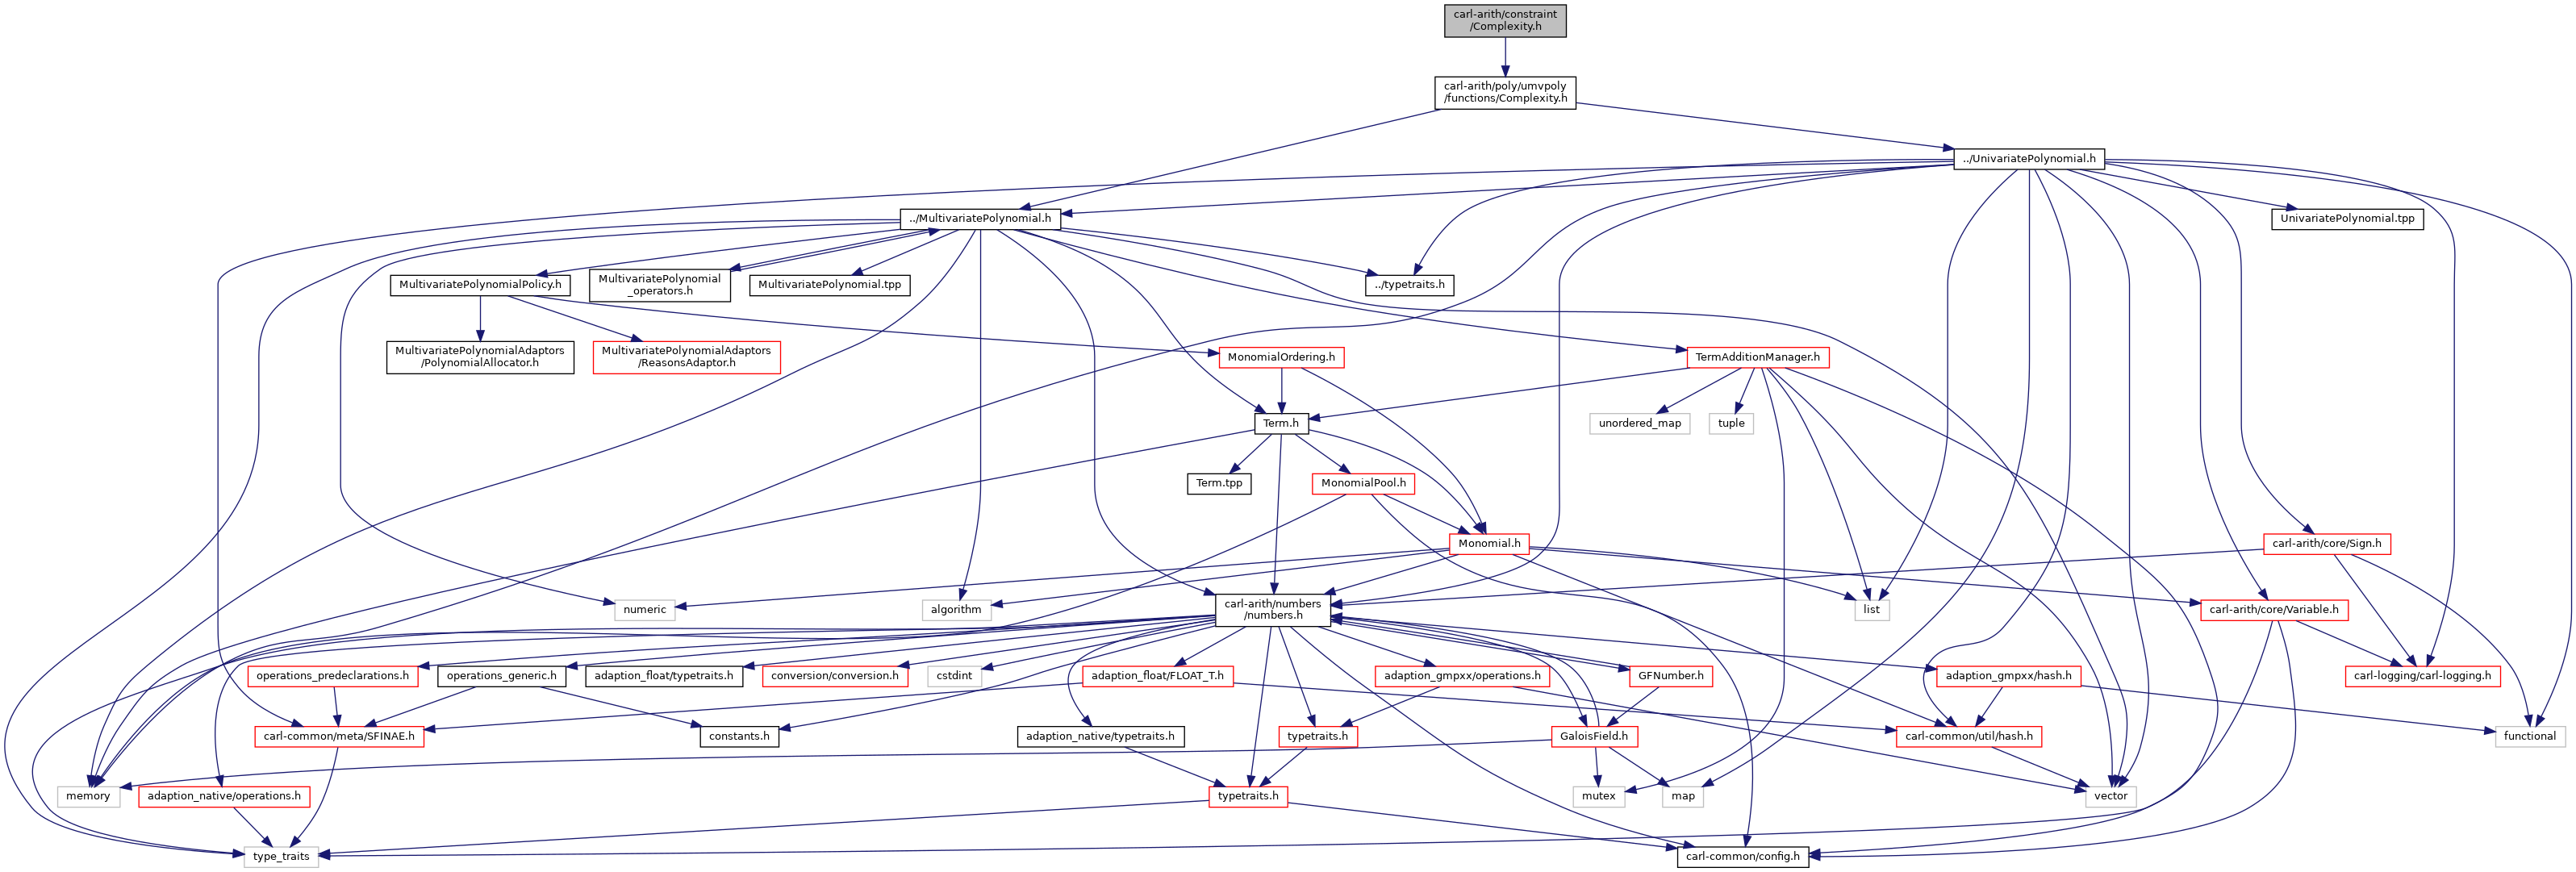 carl-arith/constraint
/Complexity.h
carl-arith/poly/umvpoly
/functions/Complexity.h
../UnivariatePolynomial.h
../MultivariatePolynomial.h
UnivariatePolynomial.tpp
MultivariatePolynomialPolicy.h
MultivariatePolynomial
_operators.h
MultivariatePolynomial.tpp
../typetraits.h
MultivariatePolynomialAdaptors
/PolynomialAllocator.h
MultivariatePolynomialAdaptors
/ReasonsAdaptor.h
MonomialOrdering.h
TermAdditionManager.h
Term.h
unordered_map
tuple
Term.tpp
MonomialPool.h
Monomial.h
carl-arith/core/Sign.h
numeric
algorithm
carl-arith/numbers
/numbers.h
list
carl-arith/core/Variable.h
operations_predeclarations.h
operations_generic.h
adaption_float/typetraits.h
conversion/conversion.h
cstdint
adaption_float/FLOAT_T.h
adaption_gmpxx/operations.h
GFNumber.h
adaption_gmpxx/hash.h
carl-logging/carl-logging.h
carl-common/meta/SFINAE.h
constants.h
adaption_native/typetraits.h
typetraits.h
GaloisField.h
carl-common/util/hash.h
functional
memory
adaption_native/operations.h
typetraits.h
mutex
map
vector
type_traits
carl-common/config.h